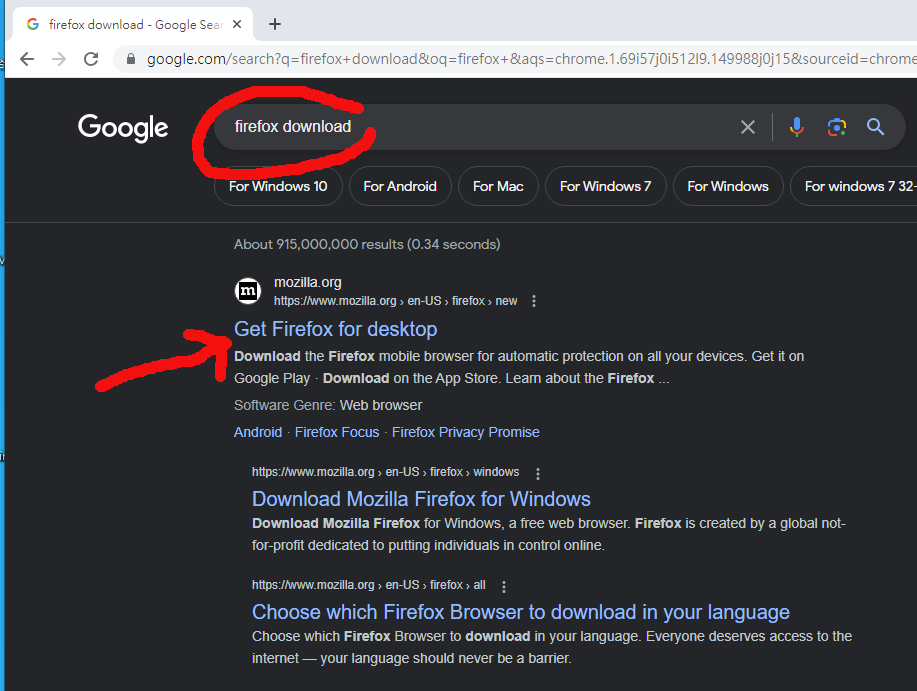 firefox download - Google Sear
google.com/search?q=firefox+download&oq=firefox+&aqs=chrome.1.69i57j0i512l9.149988j0j15&sourceid=chrome
Google
firefox download
For Windows 10
For Android
For Mac
For Windows 7
For Windows
For windows 7 32-
About 915,000,000 results (0.34 seconds)
m
mozilla.org
https://www.mozilla.org › en-US › firefox › new
Get Firefox for desktop
Download the Firefox mobile browser for automatic protection on all your devices. Get it on
Google Play · Download on the App Store. Learn about the Firefox ...
Software Genre: Web browser
Android · Firefox Focus · Firefox Privacy Promise
https://www.mozilla.org › en-US › firefox › windows
Download Mozilla Firefox for Windows
Download Mozilla Firefox for Windows, a free web browser. Firefox is created by a global not-
for-profit dedicated to putting individuals in control online.
https://www.mozilla.org › en-US › firefox › all
Choose which Firefox Browser to download in your language
Choose which Firefox Browser to download in your language. Everyone deserves access to the
internet — your language should never be a barrier.